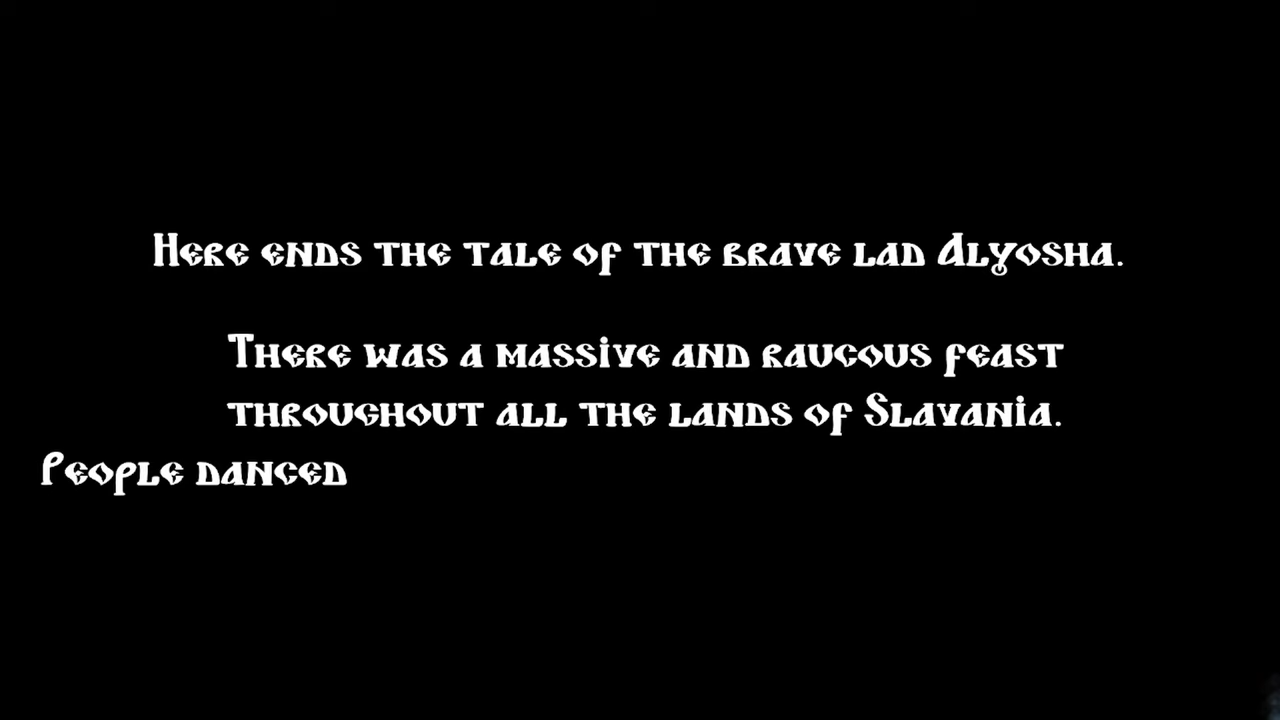 Here ends the tale of the brave lad Alyosha.
There was a massive and raucous feast
throughout all the lands of Slavania.
People danced